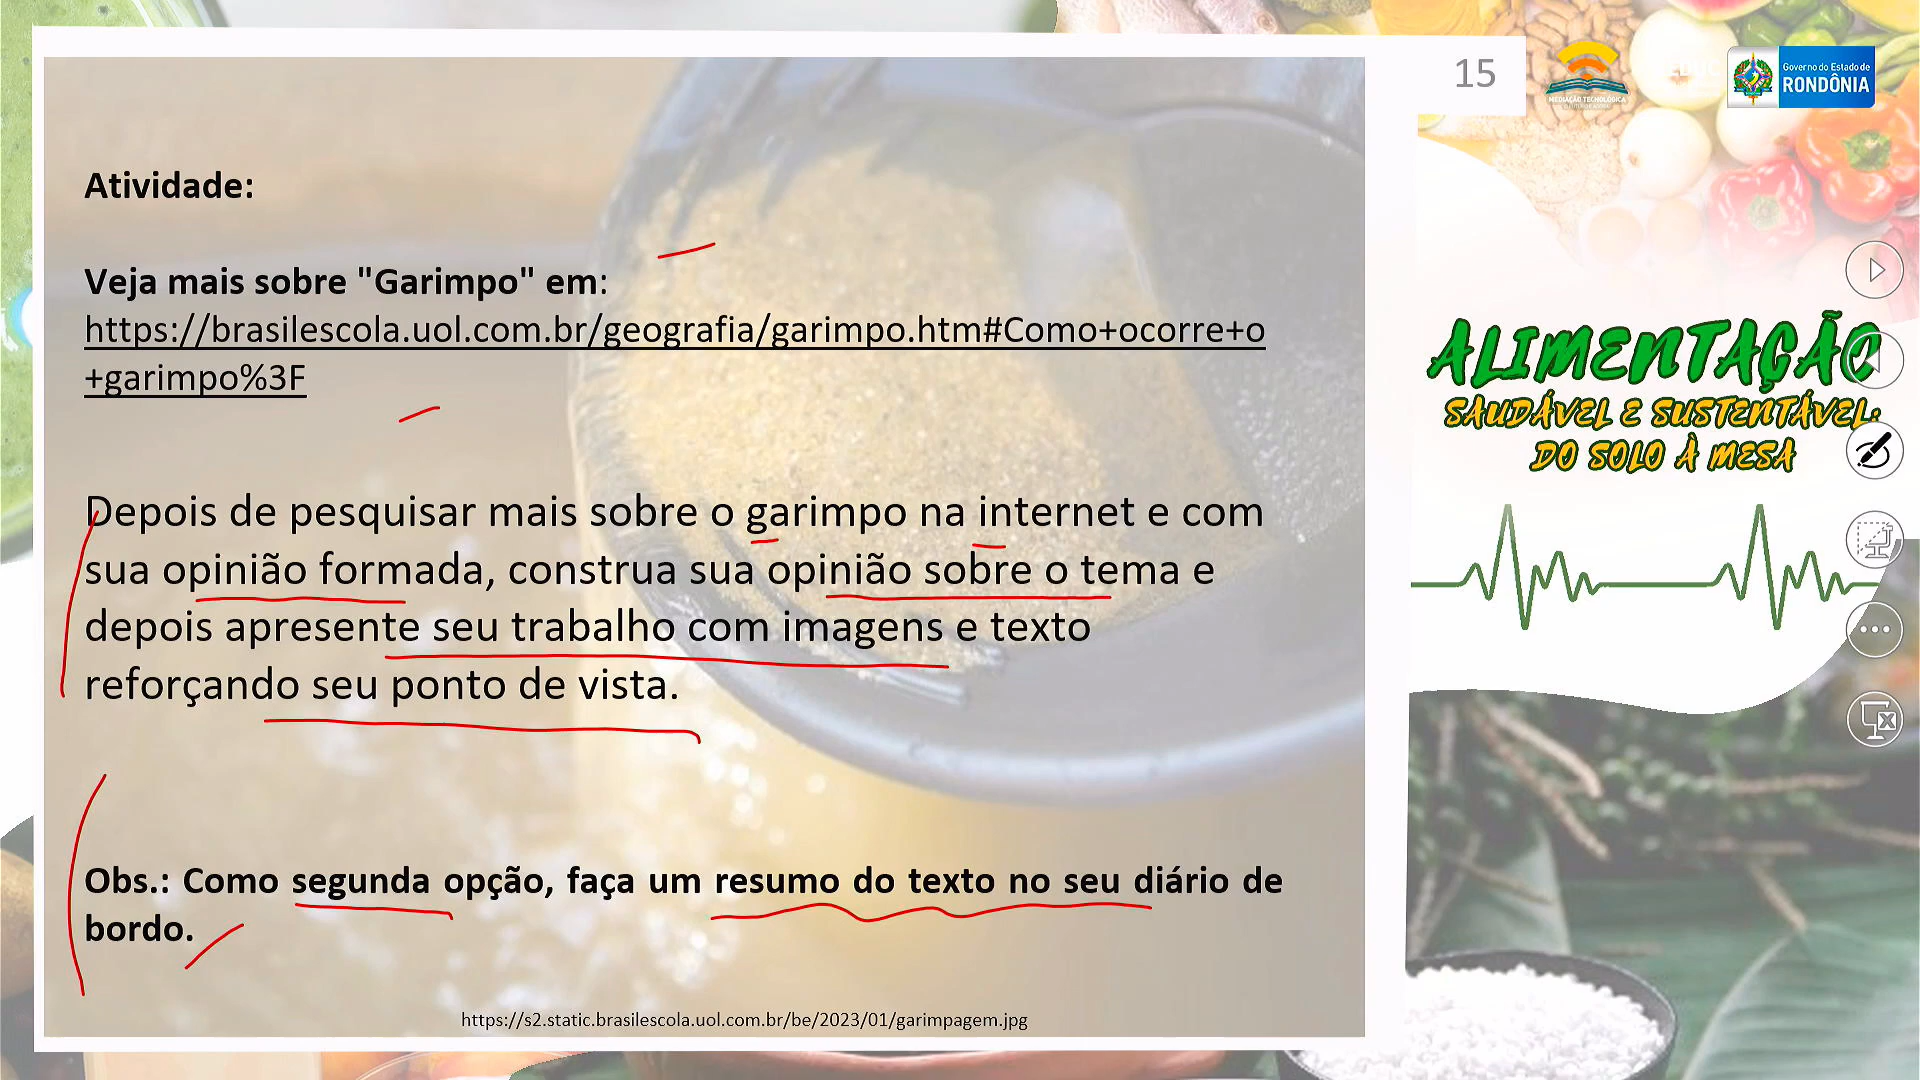 15
MEDIAÇÃO TECNOLÓGICA
Governo do Estado de
RONDÔNIA
Atividade:
Veja mais sobre "Garimpo" em:
https://brasilescola.uol.com.br/geografia/garimpo.htm#Como+ocorre+o
+garimpo%3F
Depois de pesquisar mais sobre o garimpo na internet e com
sua opinião formada, construa sua opinião sobre o tema e
depois apresente seu trabalho com imagens e texto
reforçando seu ponto de vista.
Obs.: Como segunda opção, faça um resumo do texto no seu diário de
bordo.
https://s2.static.brasilescola.uol.com.br/be/2023/01/garimpagem.jpg
ALIMENTAÇÃO
SAUDÁVEL E SUSTENTÁVEL:
DO SOLO À MESA